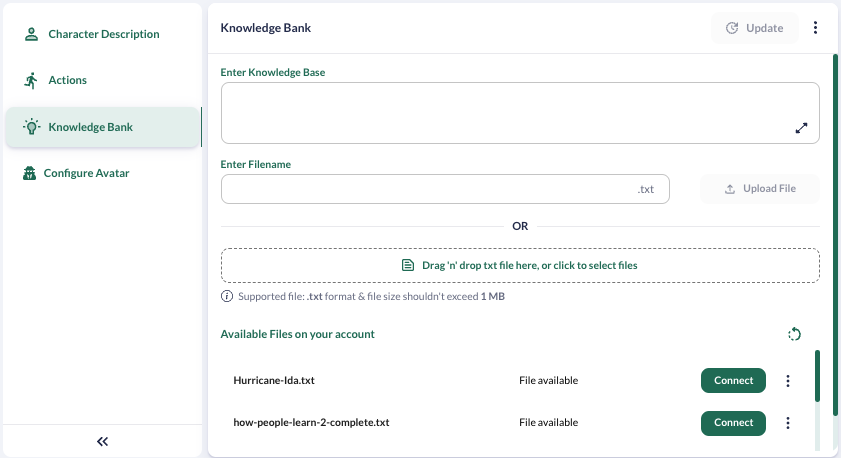 Character Description
Actions
Knowledge Bank
Configure Avatar
Knowledge Bank
Update
Enter Knowledge Base
Enter Filename
.txt
Upload File
OR
Drag 'n' drop txt file here, or click to select files
Supported file: .txt format & file size shouldn't exceed 1 MB
Available Files on your account
Hurricane-Ida.txt File available Connect
how-people-learn-2-complete.txt File available Connect